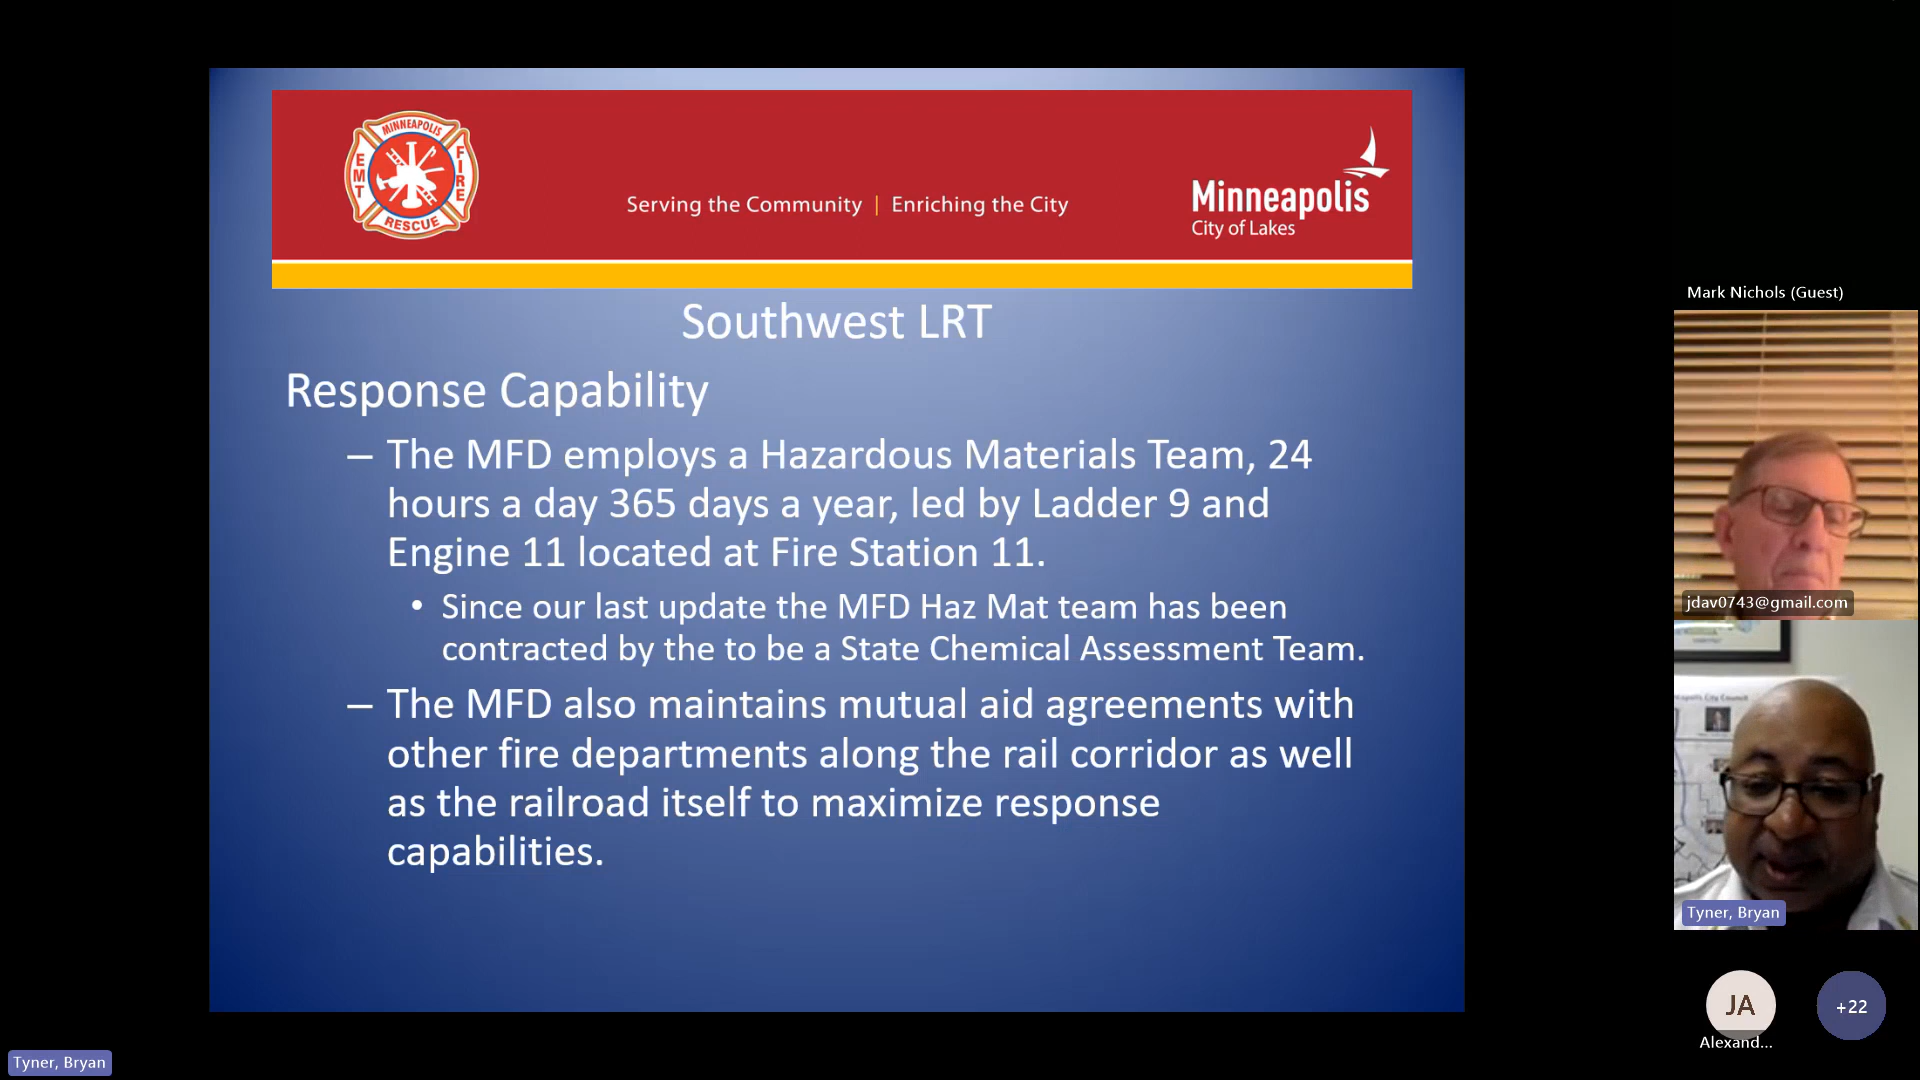 MINNEAPOLIS
EMT
FIRE
RESCUE
Serving the Community | Enriching the City
Minneapolis
City of Lakes
Southwest LRT
Response Capability
– The MFD employs a Hazardous Materials Team, 24
hours a day 365 days a year, led by Ladder 9 and
Engine 11 located at Fire Station 11.
• Since our last update the MFD Haz Mat team has been
contracted by the to be a State Chemical Assessment Team.
– The MFD also maintains mutual aid agreements with
other fire departments along the rail corridor as well
as the railroad itself to maximize response
capabilities.
Mark Nichols (Guest)
jdav0743@gmail.com
Tyner, Bryan
JA
Alexand...
+22
Tyner, Bryan